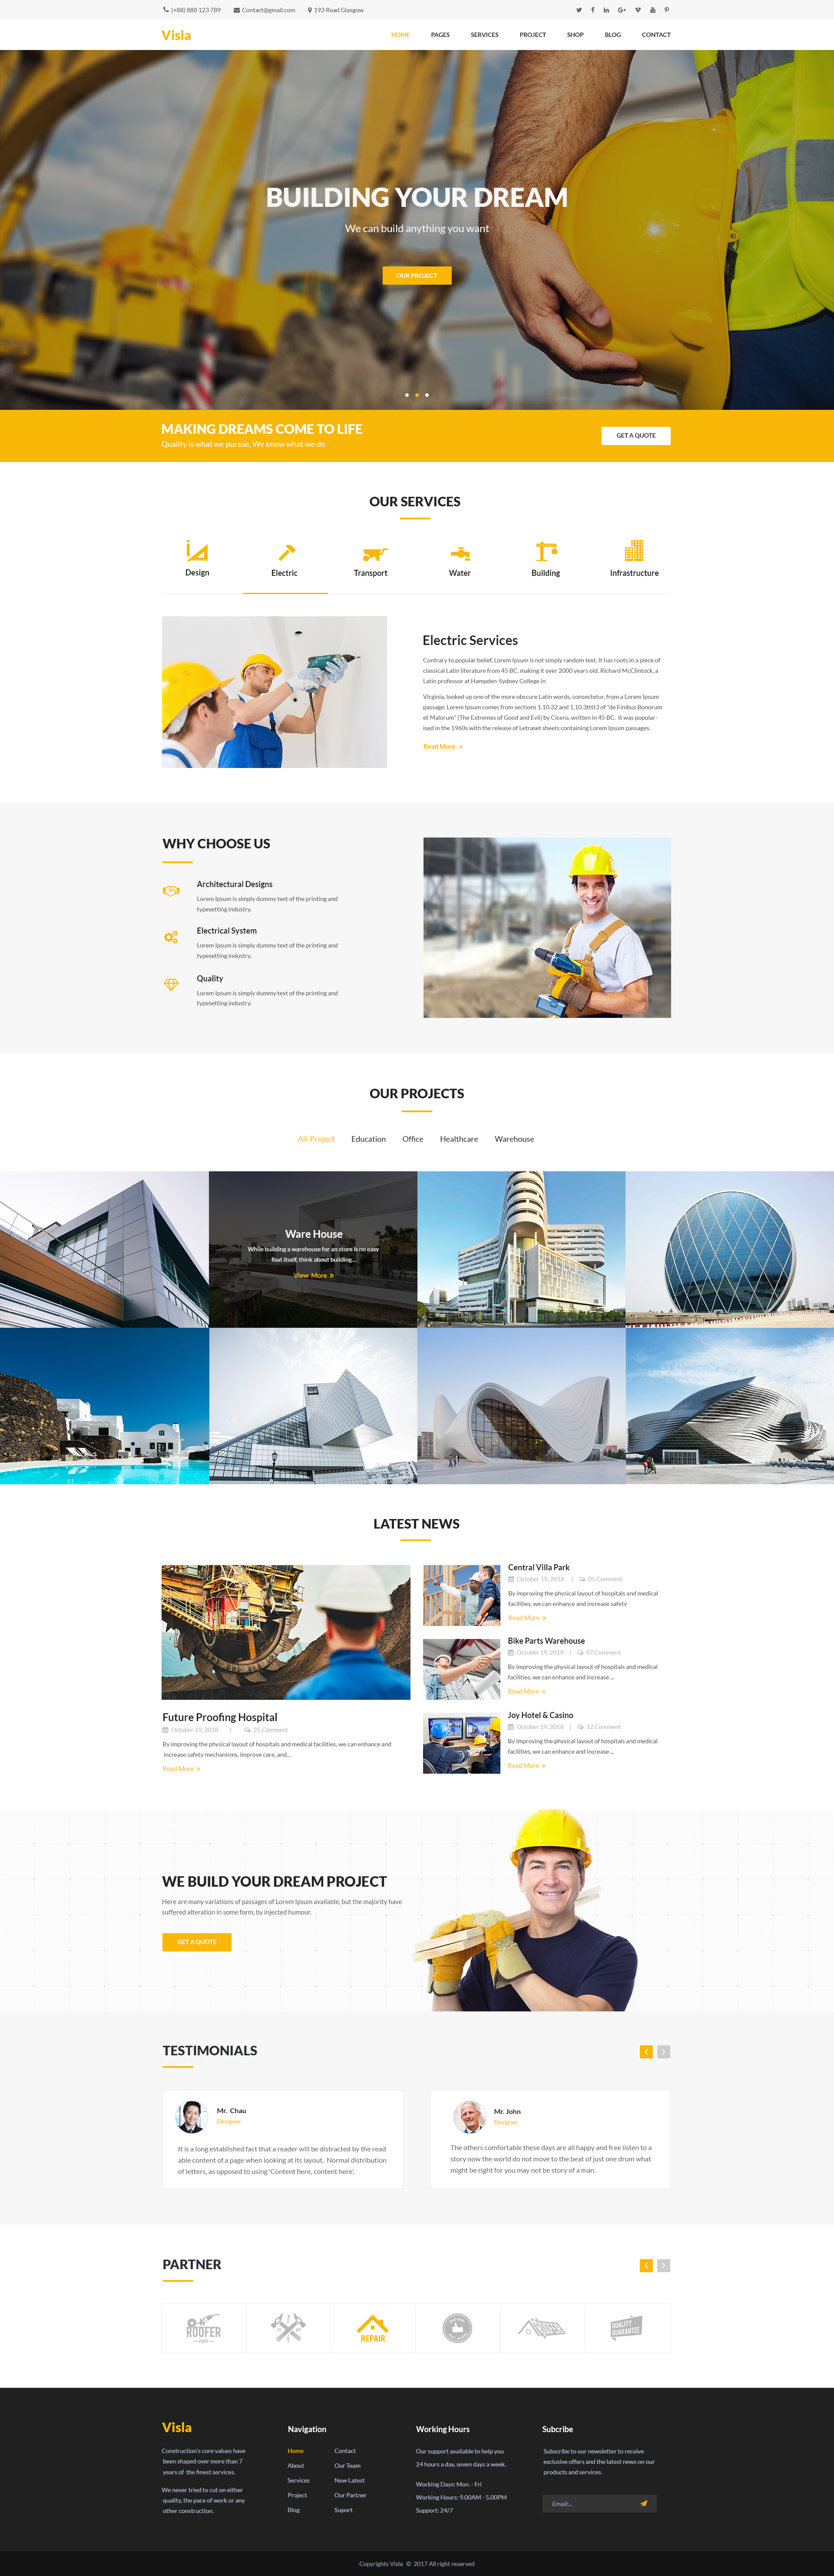 (+88) 888 123 789 Contact@gmail.com 193 Road Glasgow
Visla
HOME PAGES SERVICES PROJECT SHOP BLOG CONTACT
BUILDING YOUR DREAM
We can build anything you want
OUR PROJECT
MAKING DREAMS COME TO LIFE
Quality is what we pursue, We know what we do
GET A QUOTE
OUR SERVICES
Design Electric Transport Water Building Infrastructure
Electric Services
Contrary to popular belief, Lorem Ipsum is not simply random text. It has roots in a piece of
classical Latin literature from 45 BC, making it over 2000 years old. Richard McClintock, a
Latin professor at Hampden-Sydney College in
Virginia, looked up one of the more obscure Latin words, consectetur, from a Lorem Ipsum
passage. Lorem Ipsum comes from sections 1.10.32 and 1.10.3tttt3 of "de Finibus Bonorum
et Malorum" (The Extremes of Good and Evil) by Cicero, written in 45 BC. It was popular-
ised in the 1960s with the release of Letraset sheets containing Lorem Ipsum passages.
Read More »
WHY CHOOSE US
Architectural Designs
Lorem Ipsum is simply dummy text of the printing and
typesetting industry.
Electrical System
Lorem Ipsum is simply dummy text of the printing and
typesetting industry.
Quality
Lorem Ipsum is simply dummy text of the printing and
typesetting industry.
OUR PROJECTS
All-Project Education Office Healthcare Warehouse
Ware House
While building a warehouse for an store is no easy
feat itself, think about building...
View More »
LATEST NEWS
Future Proofing Hospital
October 19, 2018 | 25 Comment
By improving the physical layout of hospitals and medical facilities, we can enhance and
increase safety mechanisms, improve care, and...
Read More »
Central Villa Park
October 19, 2018 | 05 Comment
By improving the physical layout of hospitals and medical
facilities, we can enhance and increase safety
Read More »
Bike Parts Warehouse
October 19, 2018 | 07 Comment
By improving the physical layout of hospitals and medical
facilities, we can enhance and increase ...
Read More »
Joy Hotel & Casino
October 19, 2018 | 12 Comment
By improving the physical layout of hospitals and medical
facilities, we can enhance and increase ...
Read More »
WE BUILD YOUR DREAM PROJECT
Here are many variations of passages of Lorem Ipsum available, but the majority have
suffered alteration in some form, by injected humour.
GET A QUOTE
TESTIMONIALS
Mr. Chau
Designer
It is a long established fact that a reader will be distracted by the read
able content of a page when looking at its layout. Normal distribution
of letters, as opposed to using 'Content here, content here'.
Mr. John
Designer
The others comfortable these days are all happy and free listen to a
story now the world do not move to the beat of just one drum what
might be right for you may not be story of a man.
PARTNER
ROOFER
REPAIR
QUALITY
GUARANTEE
Visla
Construction's core values have
been shaped over more than 7
years of the finest services.
We never tried to cut on either
quality, the pace of work or any
other construction.
Navigation
Home Contact
About Our Team
Services New Latest
Project Our Partner
Blog Suport
Working Hours
Our support available to help you
24 hours a day, seven days a week.
Working Days: Mon. - Fri
Working Hours: 9.00AM - 5.00PM
Support: 24/7
Subcribe
Subscribe to our newsletter to receive
exclusive offers and the latest news on our
products and services.
Email:...
Copyrights Visla © 2017 All right reserved